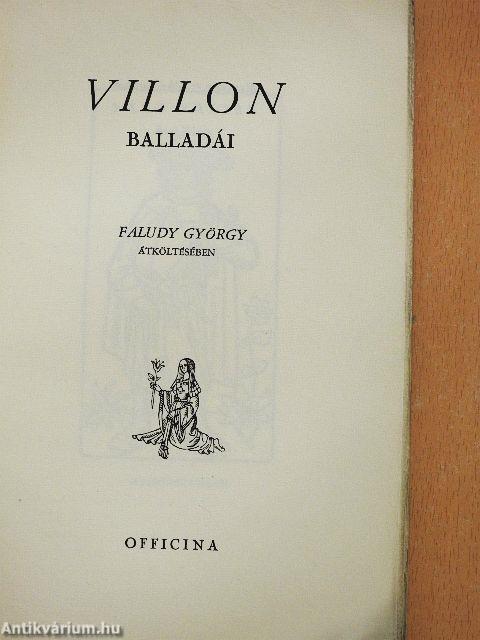 VILLON
BALLADÁI
FALUDY GYÖRGY
ÁTKÖLTÉSÉBEN
OFFICINA
Antikvárium.hu